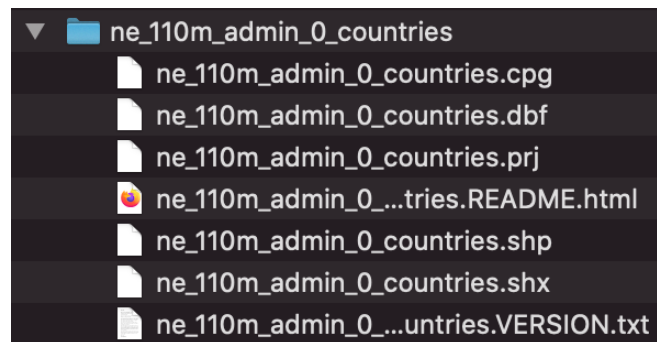 ne_110m_admin_0_countries
ne_110m_admin_0_countries.cpg
ne_110m_admin_0_countries.dbf
ne_110m_admin_0_countries.prj
ne_110m_admin_0_...tries.README.html
ne_110m_admin_0_countries.shp
ne_110m_admin_0_countries.shx
ne_110m_admin_0_...untries.VERSION.txt